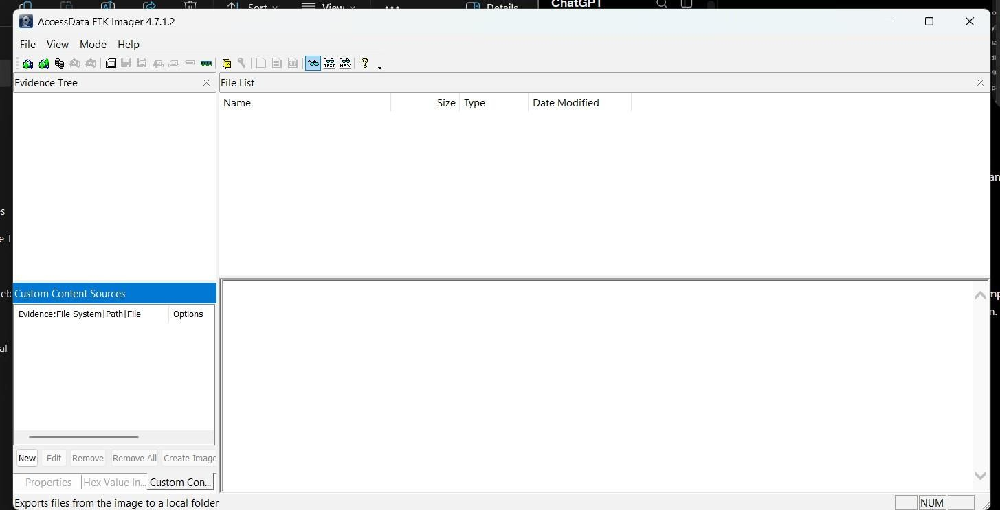 Sort
View
Details
ChatGPT
AccessData FTK Imager 4.7.1.2
File View Mode Help
TEXT HEX
Evidence Tree
File List
Name Size Type Date Modified
Custom Content Sources
Evidence:File System|Path|File Options
New Edit Remove Remove All Create Image
Properties Hex Value In... Custom Con...
Exports files from the image to a local folder
NUM